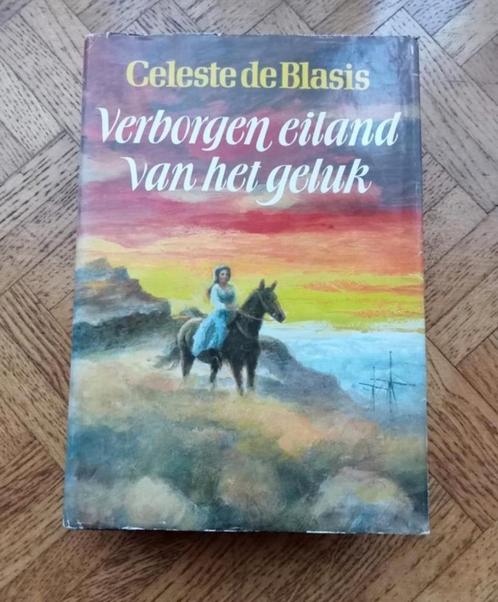 Celeste de Blasis
Verborgen eiland
van het geluk